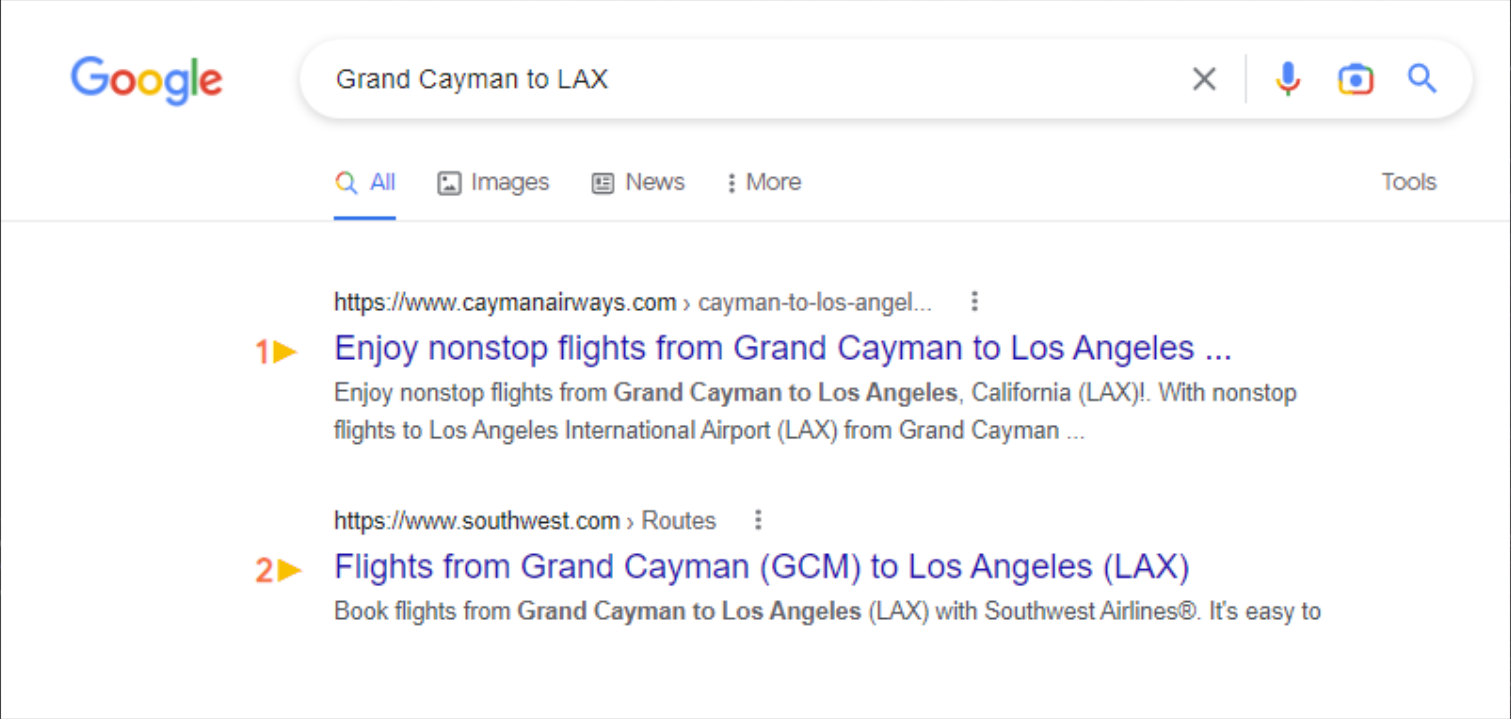 Google
Grand Cayman to LAX
All Images News More Tools
https://www.caymanairways.com › cayman-to-los-angel...
1 Enjoy nonstop flights from Grand Cayman to Los Angeles ...
Enjoy nonstop flights from Grand Cayman to Los Angeles, California (LAX)!. With nonstop
flights to Los Angeles International Airport (LAX) from Grand Cayman ...
https://www.southwest.com › Routes
2 Flights from Grand Cayman (GCM) to Los Angeles (LAX)
Book flights from Grand Cayman to Los Angeles (LAX) with Southwest Airlines®. It's easy to